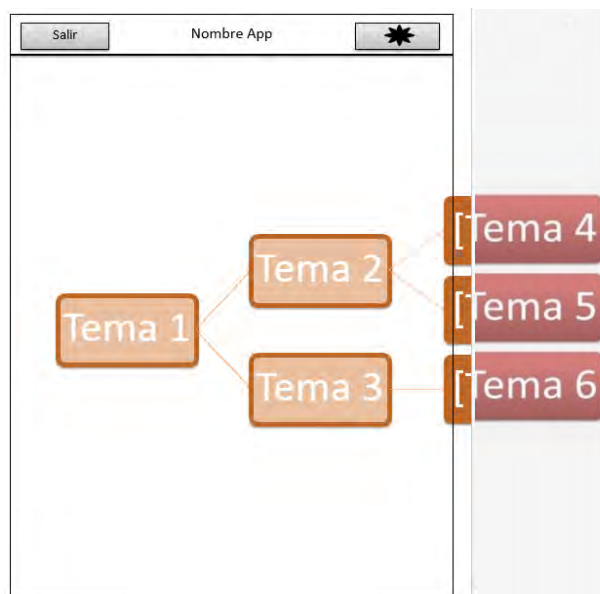 Salir
Nombre App
Tema 1
Tema 2
Tema 3
[Tema 4
[Tema 5
[Tema 6